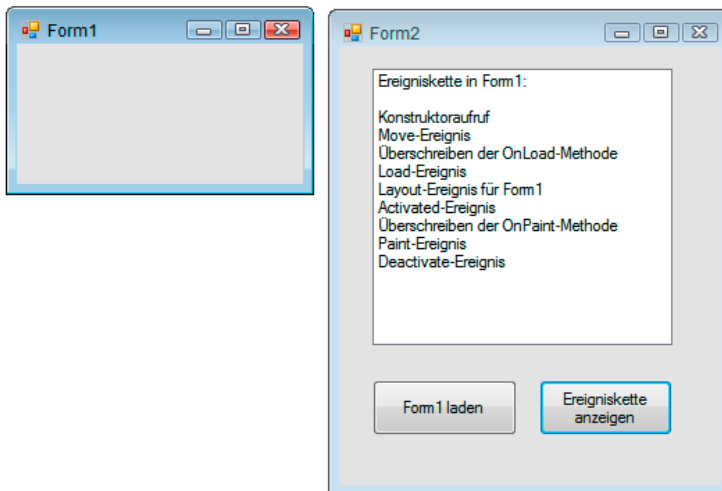 Form1
Form2
Ereigniskette in Form1:
Konstruktoraufruf
Move-Ereignis
Überschreiben der OnLoad-Methode
Load-Ereignis
Layout-Ereignis für Form1
Activated-Ereignis
Überschreiben der OnPaint-Methode
Paint-Ereignis
Deactivate-Ereignis
Form1 laden
Ereigniskette
anzeigen